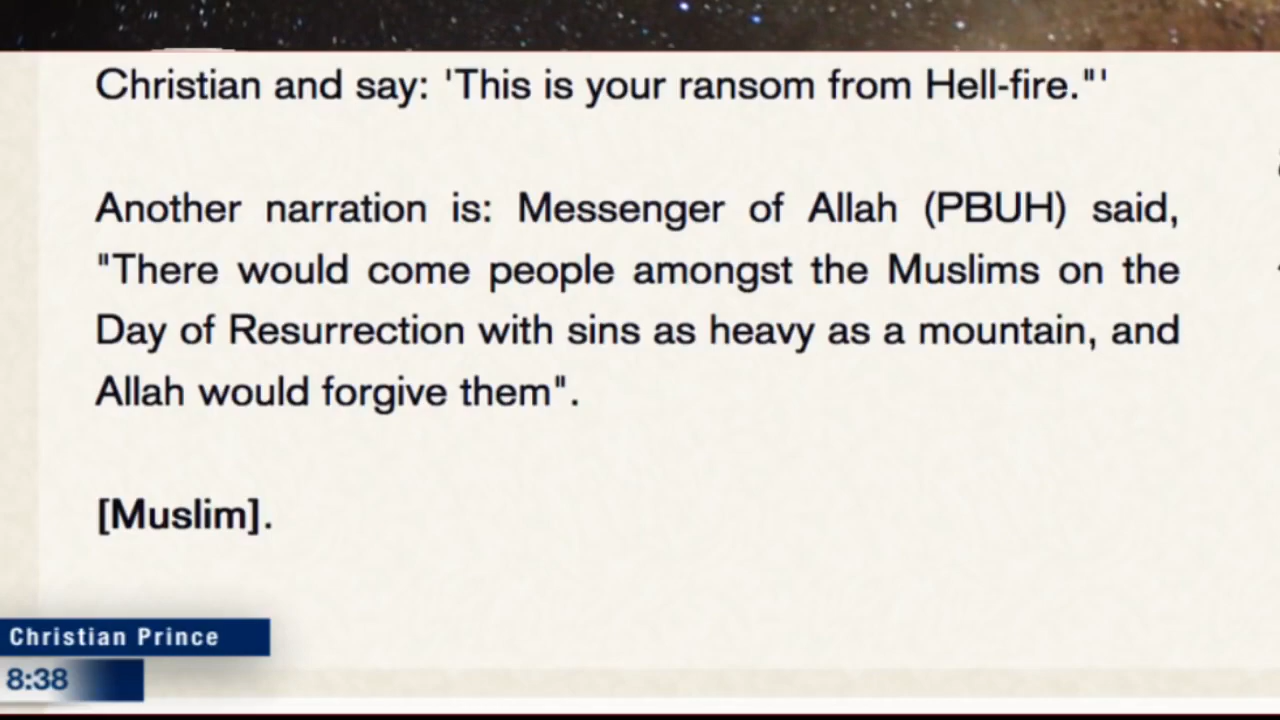 Christian and say: 'This is your ransom from Hell-fire."'
Another narration is: Messenger of Allah (PBUH) said,
"There would come people amongst the Muslims on the
Day of Resurrection with sins as heavy as a mountain, and
Allah would forgive them".
[Muslim].
Christian Prince
8:38